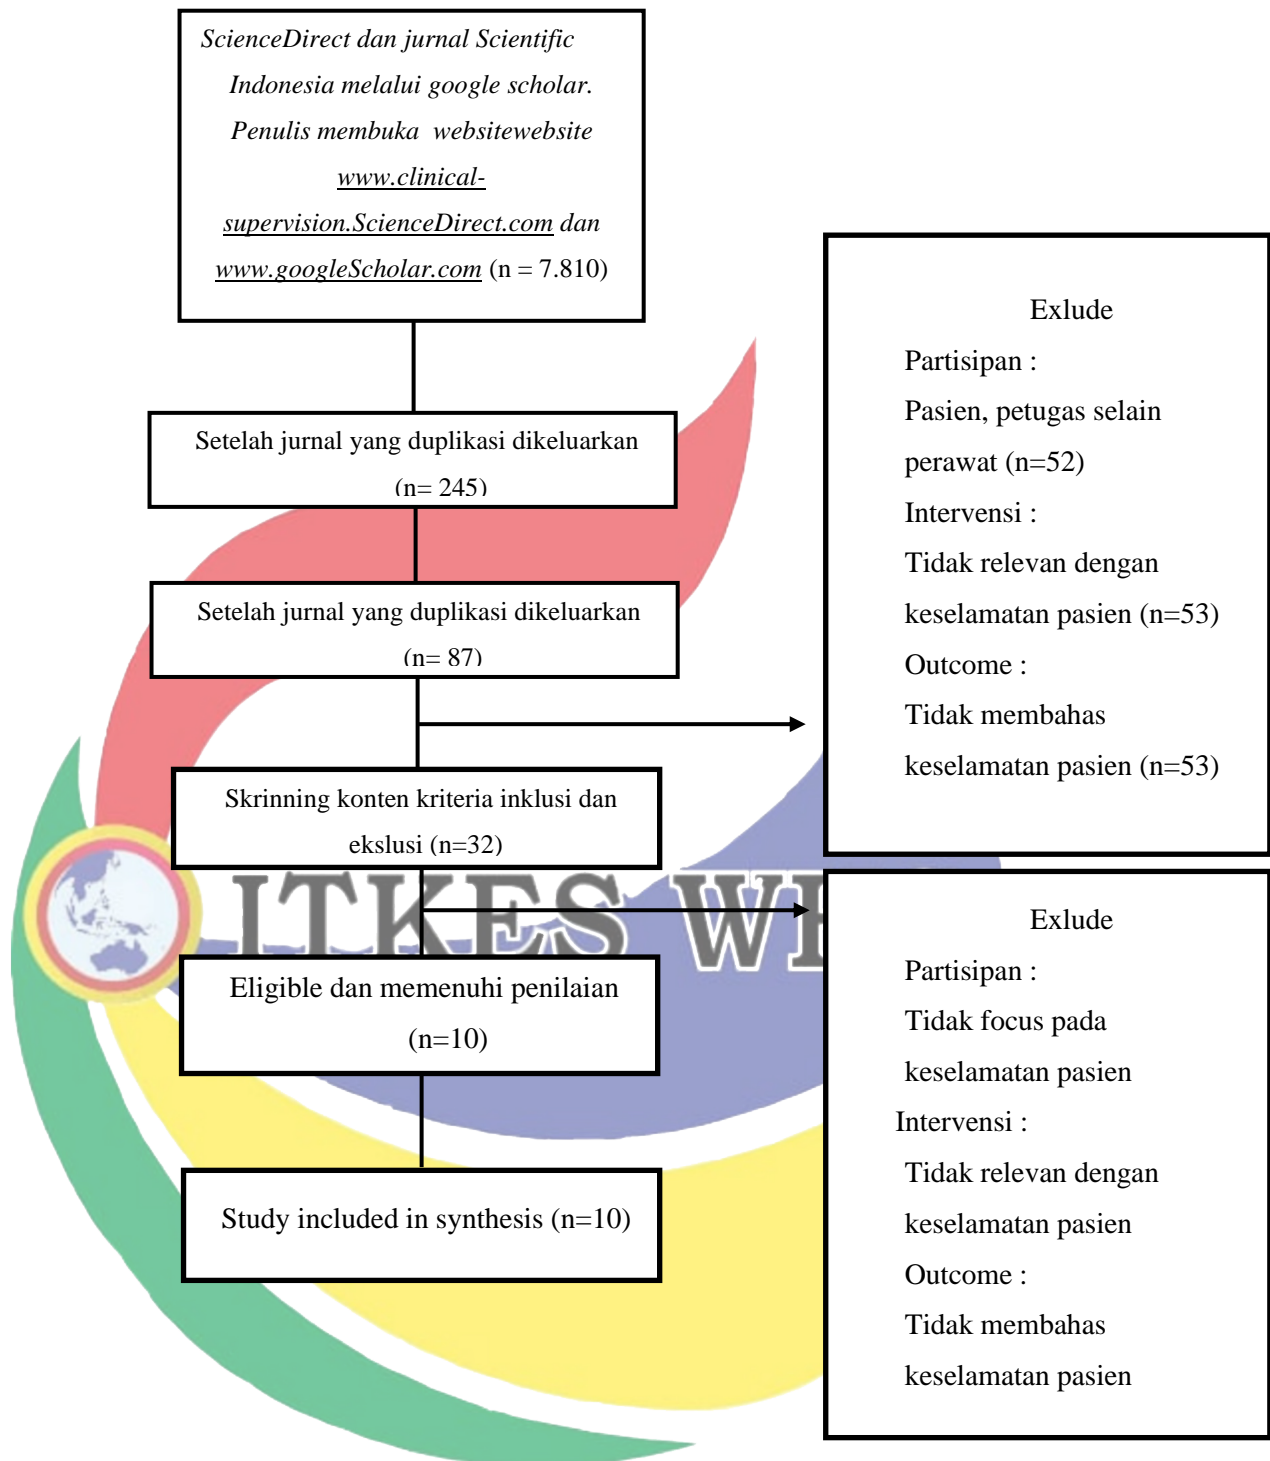 ScienceDirect dan jurnal Scientific
Indonesia melalui google scholar.
Penulis membuka websitewebsite
www.clinical-
supervision.ScienceDirect.com dan
www.googleScholar.com (n = 7.810)
Setelah jurnal yang duplikasi dikeluarkan
(n= 245)
Setelah jurnal yang duplikasi dikeluarkan
(n= 87)
Exlude
Partisipan :
Pasien, petugas selain
perawat (n=52)
Intervensi :
Tidak relevan dengan
keselamatan pasien (n=53)
Outcome :
Tidak membahas
keselamatan pasien (n=53)
Skrinning konten kriteria inklusi dan
ekslusi (n=32)
ITKES
Eligible dan memenuhi penilaian
(n=10)
Study included in synthesis (n=10)
Exlude
Partisipan :
Tidak focus pada
keselamatan pasien
Intervensi :
Tidak relevan dengan
keselamatan pasien
Outcome :
Tidak membahas
keselamatan pasien